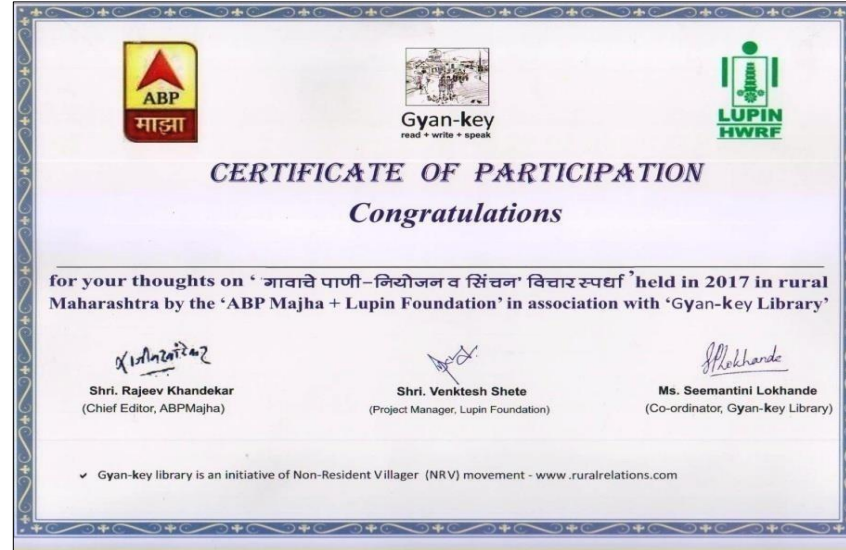 ABP
माझा
Gyan-key
read + write + speak
LUPIN
HWRF
CERTIFICATE OF PARTICIPATION
Congratulations
for your thoughts on ‘ 'गावाचे पाणी–नियोजन व सिंचन' विचार स्पर्धा ’held in 2017 in rural
Maharashtra by the ‘ABP Majha + Lupin Foundation’ in association with ‘Gyan-key Library’
Shri. Rajeev Khandekar
(Chief Editor, ABPMajha)
Shri. Venktesh Shete
(Project Manager, Lupin Foundation)
Ms. Seemantini Lokhande
(Co-ordinator, Gyan-key Library)
✓ Gyan-key library is an initiative of Non-Resident Villager (NRV) movement - www .ruralrelations.com